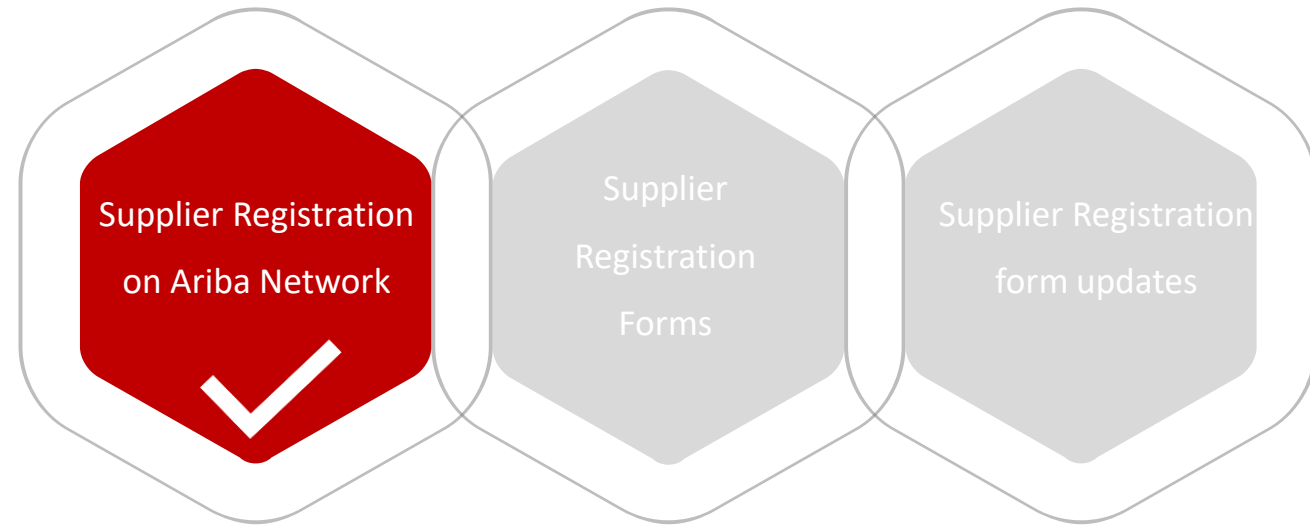 Supplier Registration
on Ariba Network
Supplier
Registration
Forms
Supplier Registration
form updates